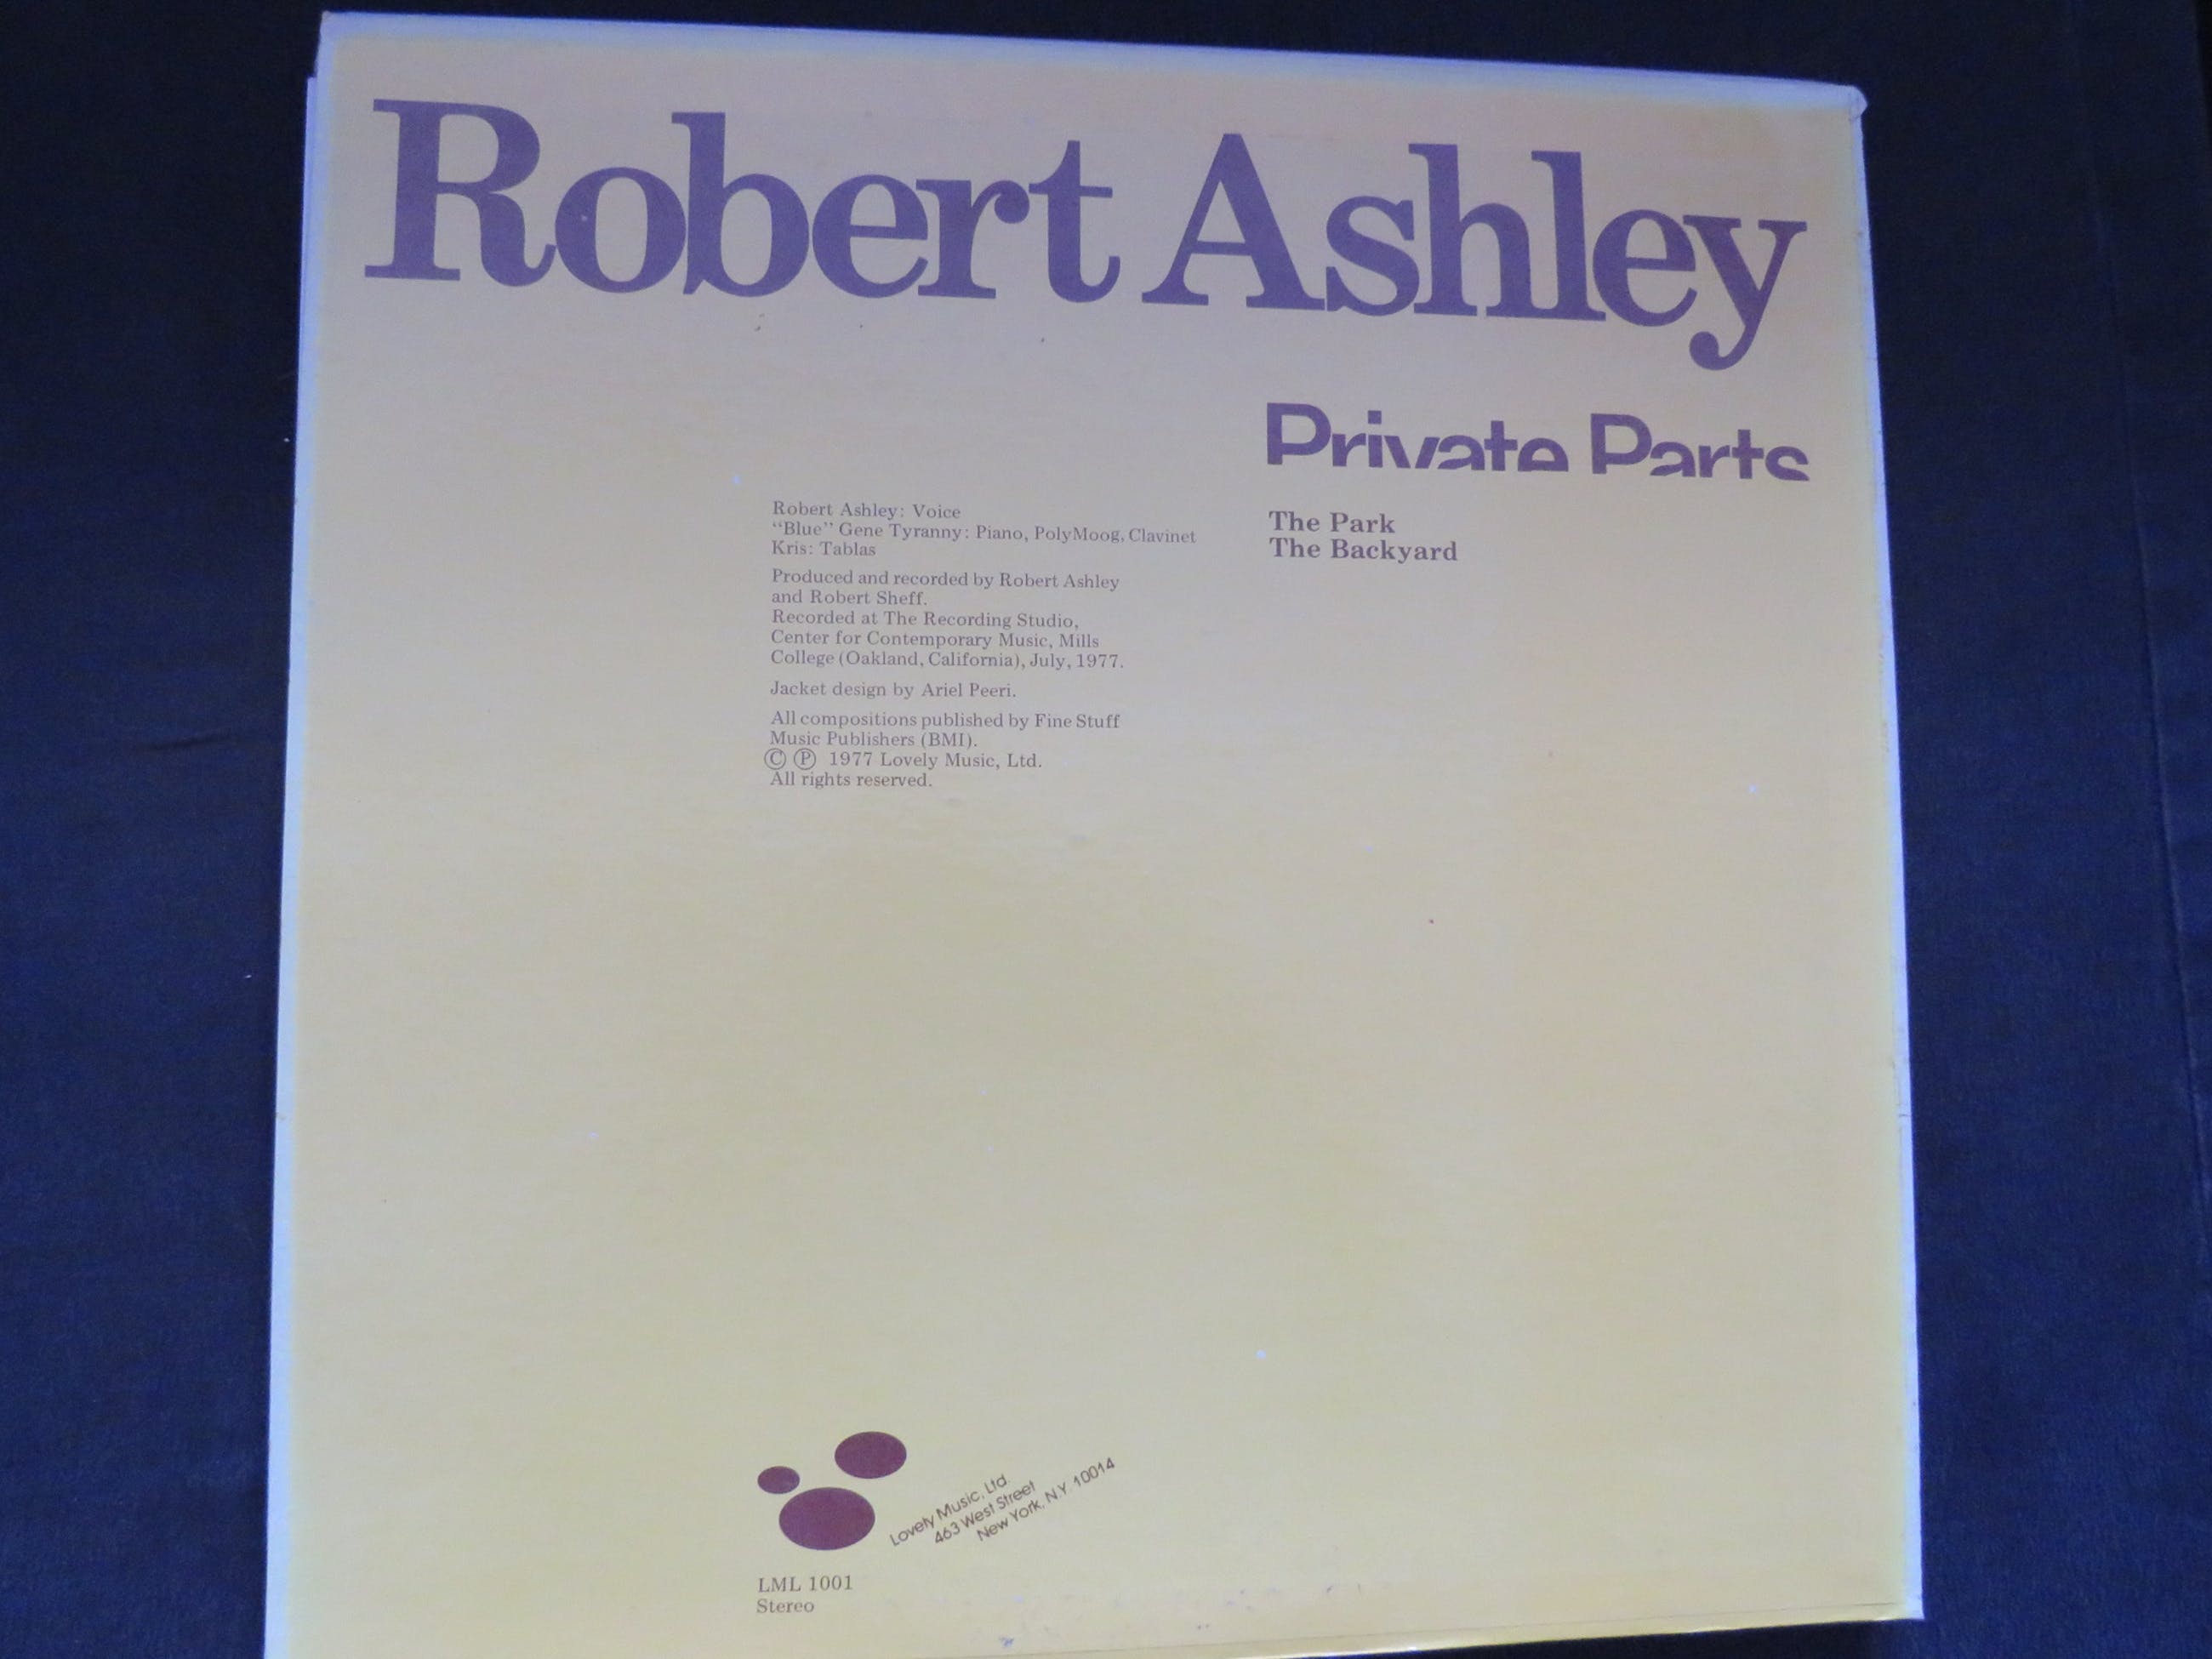 Robert Ashley
Private Parts
Robert Ashley: Voice
“Blue” Gene Tyranny: Piano, PolyMoog, Clavinet
Kris: Tablas
Produced and recorded by Robert Ashley
and Robert Sheff.
Recorded at The Recording Studio,
Center for Contemporary Music, Mills
College (Oakland, California), July, 1977.
Jacket design by Ariel Peeri.
All compositions published by Fine Stuff
Music Publishers (BMI).
Ⓒ Ⓟ 1977 Lovely Music, Ltd.
All rights reserved.
The Park
The Backyard
Lovely Music, Ltd.
463 West Street
New York, N.Y. 10014
LML 1001
Stereo